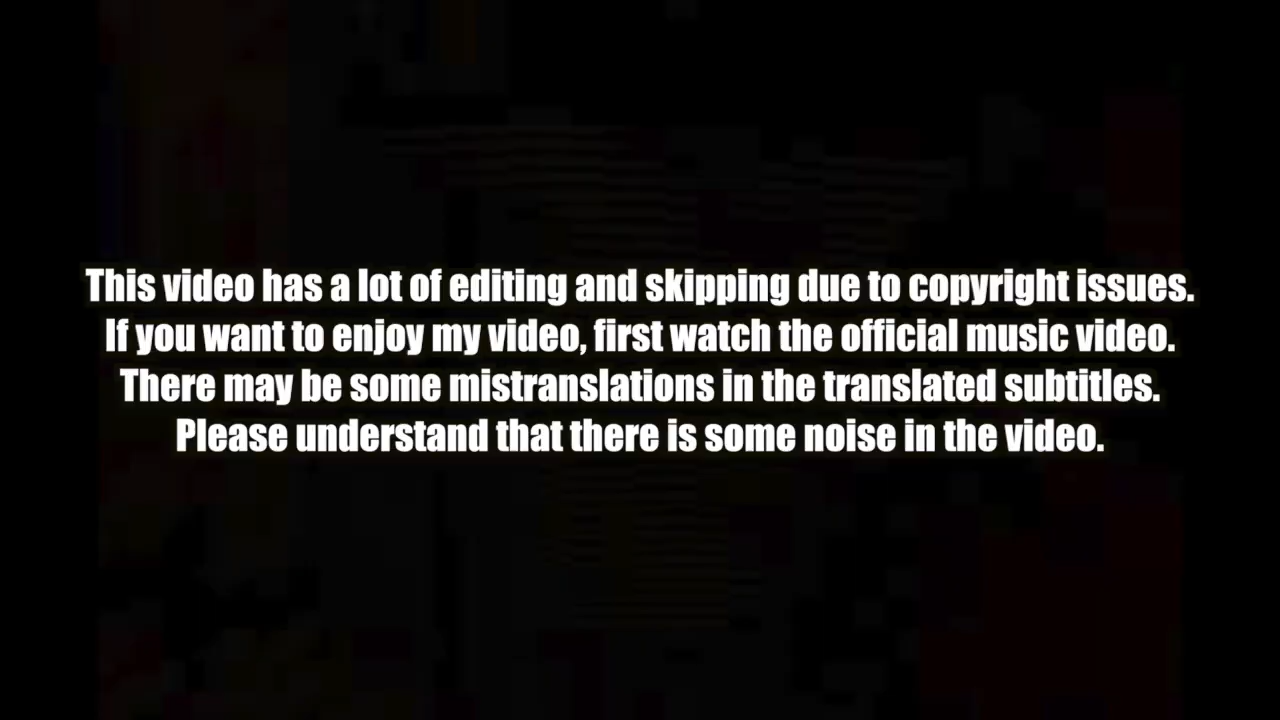 This video has a lot of editing and skipping due to copyright issues.
If you want to enjoy my video, first watch the official music video.
There may be some mistranslations in the translated subtitles.
Please understand that there is some noise in the video.